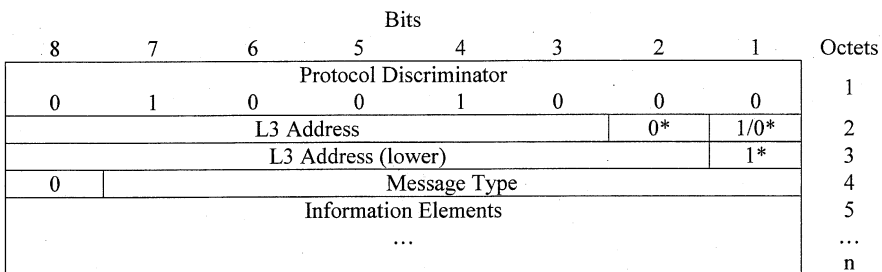 Bits
8 7 6 5 4 3 2 1 Octets
Protocol Discriminator
1
0 1 0 0 1 0 0 0
L3 Address 0* 1/0* 2
L3 Address (lower) 1* 3
0 Message Type 4
Information Elements 5
... ...
n